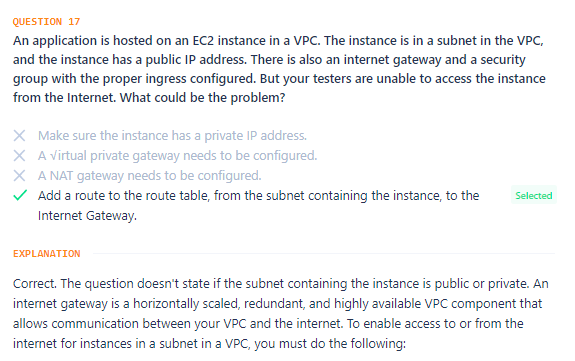 QUESTION 17
An application is hosted on an EC2 instance in a VPC. The instance is in a subnet in the VPC,
and the instance has a public IP address. There is also an internet gateway and a security
group with the proper ingress configured. But your testers are unable to access the instance
from the Internet. What could be the problem?
Make sure the instance has a private IP address.
A √irtual private gateway needs to be configured.
A NAT gateway needs to be configured.
Add a route to the route table, from the subnet containing the instance, to the
Internet Gateway.
Selected
EXPLANATION
Correct. The question doesn't state if the subnet containing the instance is public or private. An
internet gateway is a horizontally scaled, redundant, and highly available VPC component that
allows communication between your VPC and the internet. To enable access to or from the
internet for instances in a subnet in a VPC, you must do the following: